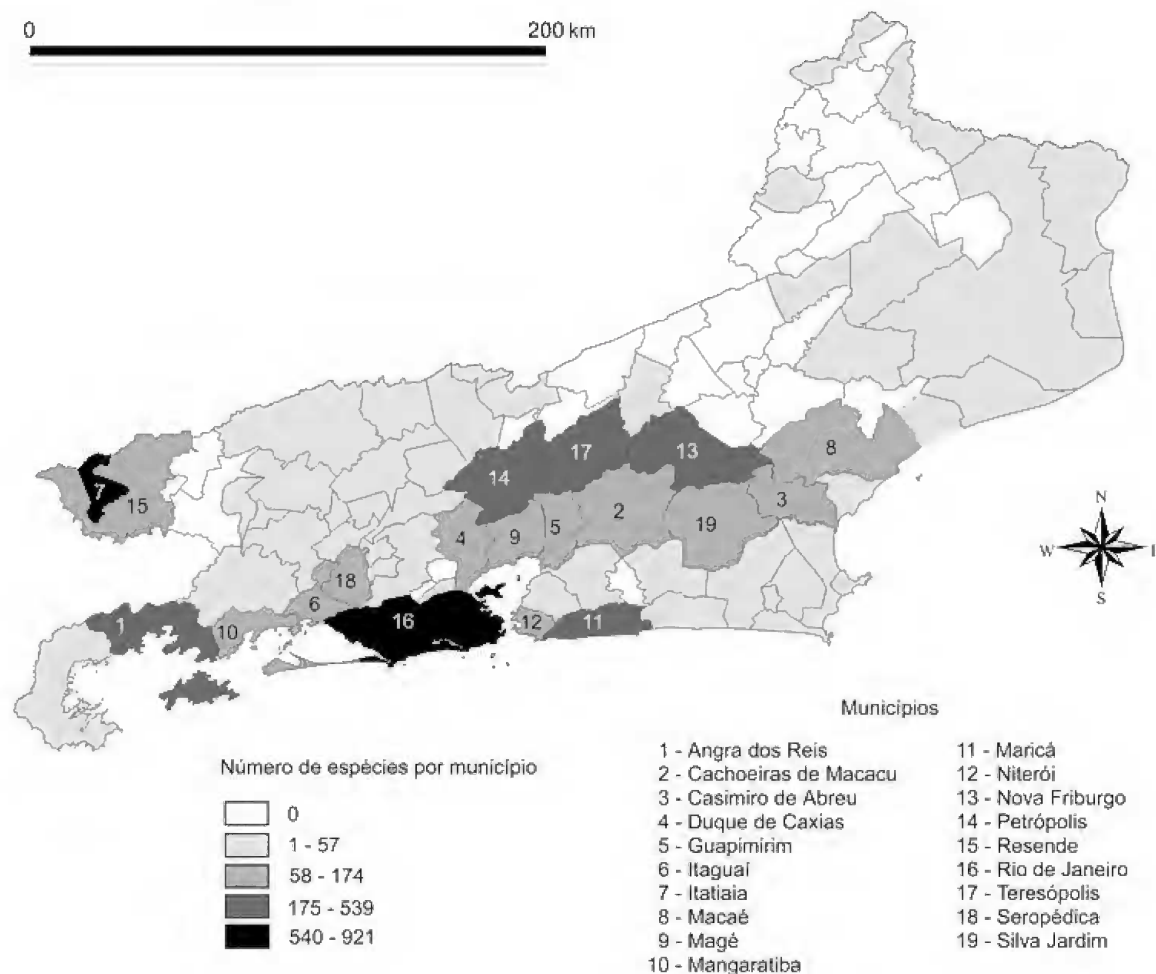 0 200 km
N
W E
S
7
15
14
17
13
8
3
2
19
5
9
4
18
6
16
12
11
1
10
Municípios
Número de espécies por município
0
1 - 57
58 - 174
175 - 539
540 - 921
1 - Angra dos Reis
2 - Cachoeiras de Macacu
3 - Casimiro de Abreu
4 - Duque de Caxias
5 - Guapimirim
6 - Itaguaí
7 - Itatiaia
8 - Macaé
9 - Magé
10 - Mangaratiba
11 - Maricá
12 - Niterói
13 - Nova Friburgo
14 - Petrópolis
15 - Resende
16 - Rio de Janeiro
17 - Teresópolis
18 - Seropédica
19 - Silva Jardim